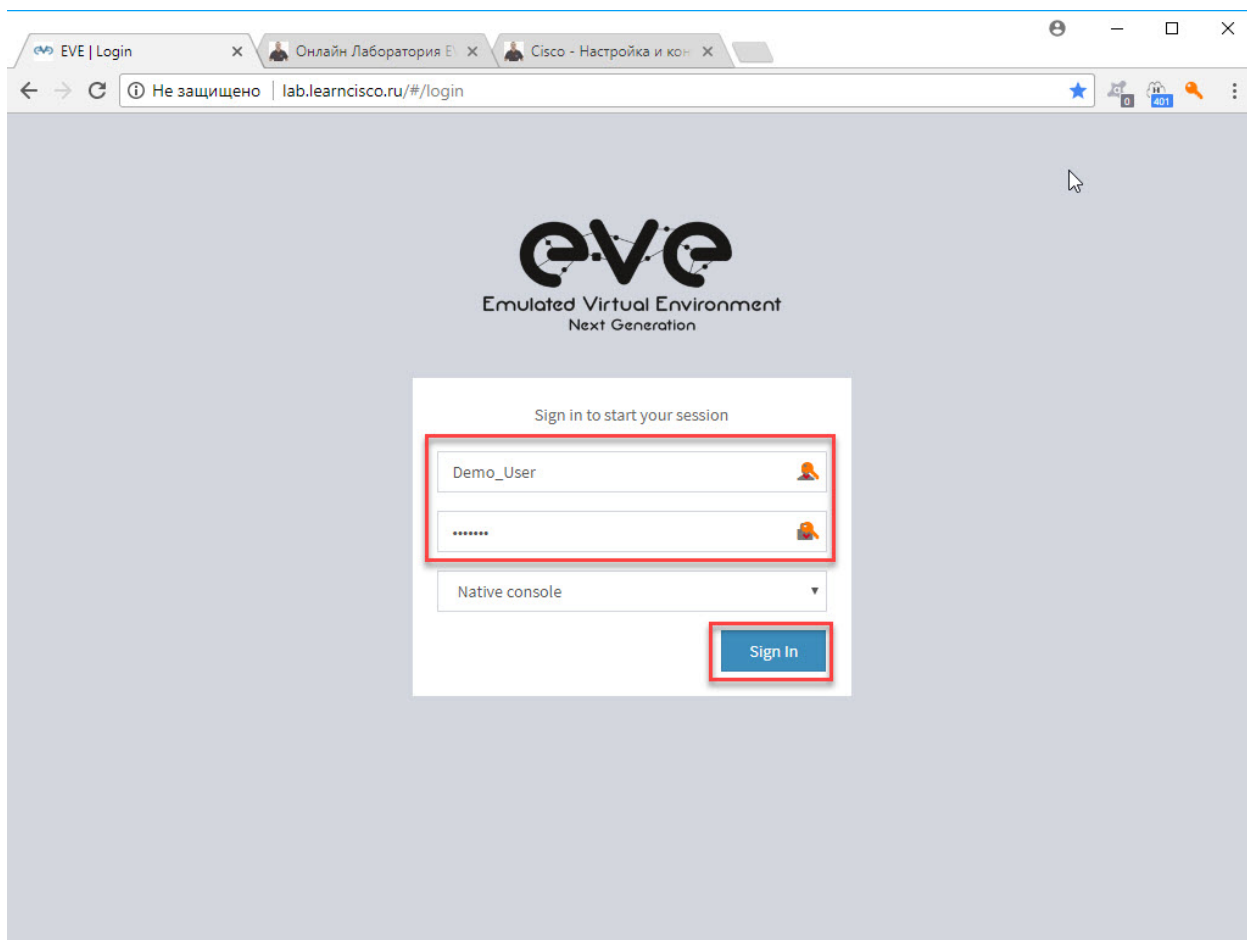 EVE | Login
Онлайн Лаборатория E
Cisco - Настройка и кон
Не защищено | lab.learncisco.ru/#/login
0
401
eve
Emulated Virtual Environment
Next Generation
Sign in to start your session
Demo_User
•••••••
Native console
Sign In